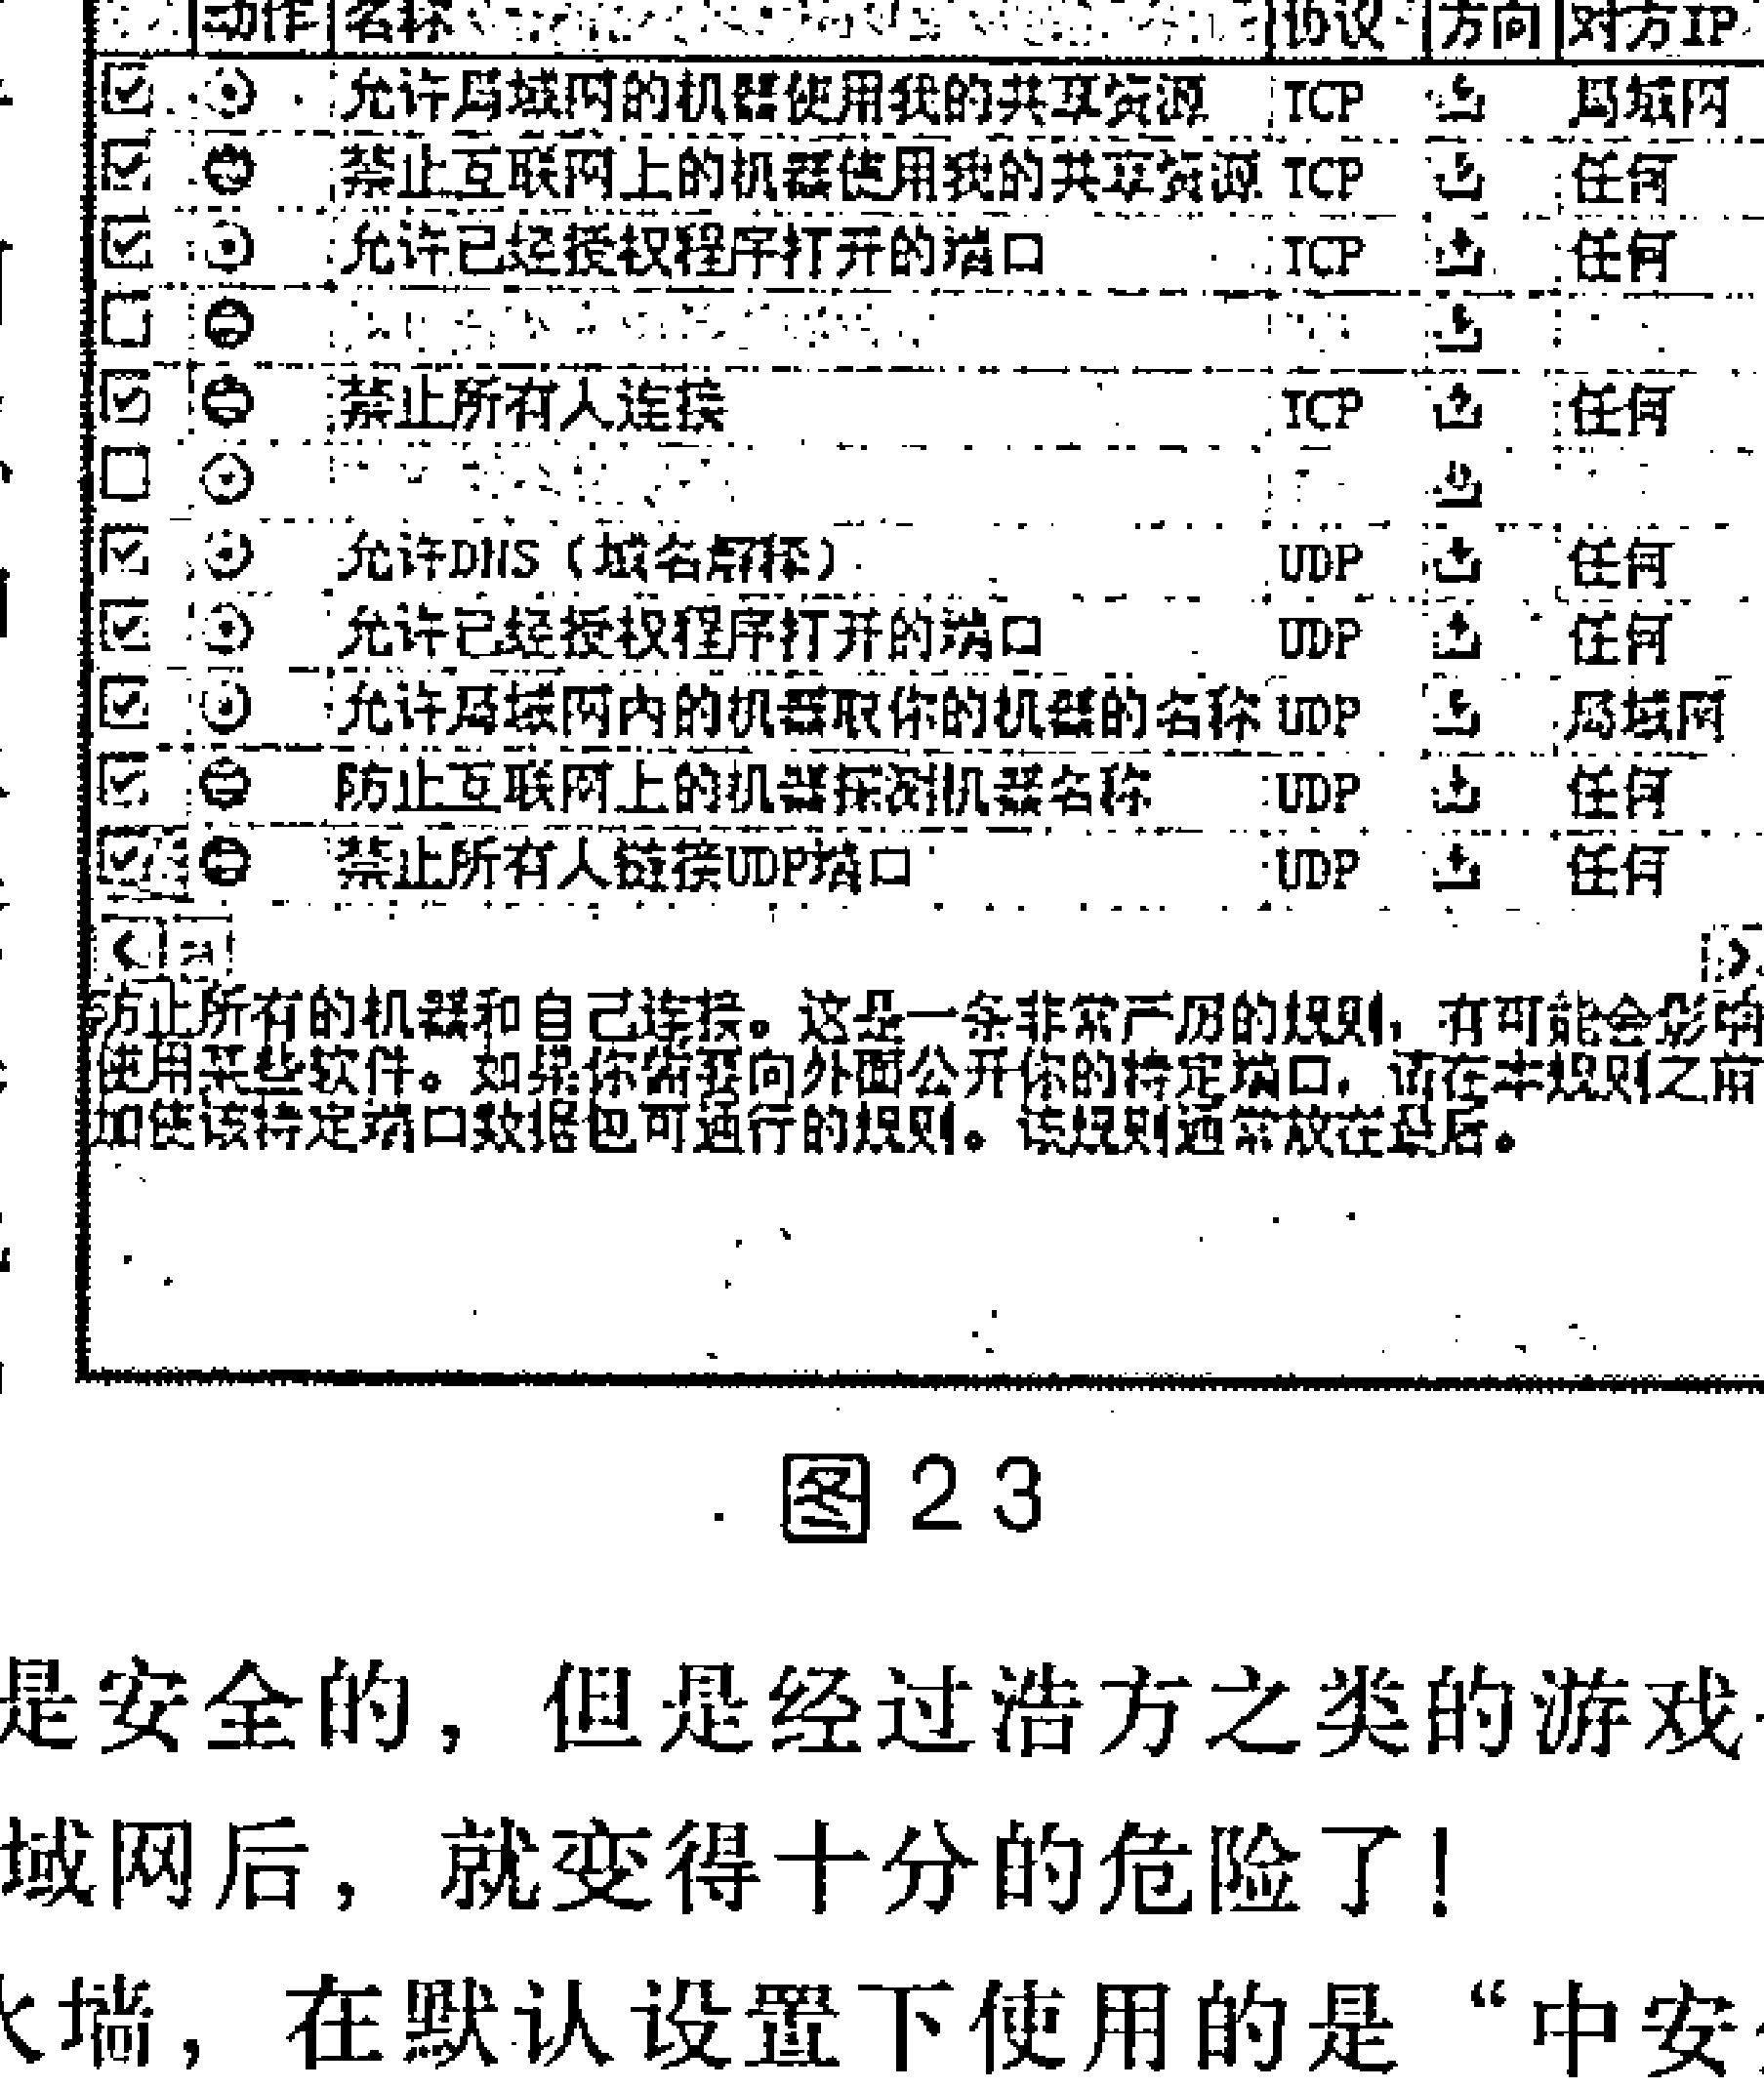 动作 名称 协议 方向 对方IP
允许局域网的机器使用我的共享资源 TCP 局域网
禁止互联网上的机器使用我的共享资源 TCP 任何
允许已经授权程序打开的端口 TCP 任何
禁止所有人连接 TCP 任何
允许DNS（域名解释） UDP 任何
允许已经授权程序打开的端口 UDP 任何
允许局域网内的机器取你的机器的名称 UDP 局域网
防止互联网上的机器探测机器名称 UDP 任何
禁止所有人链接UDP端口 UDP 任何
防止所有的机器和自己连接。这是一条非常严厉的规则，有可能会影响
使用某些软件。如果你需要向外面公开你的特定端口，请在本规则之前
加使该特定端口数据包可通行的规则。该规则通常放在最后。
图23
是安全的，但是经过浩方之类的游戏
域网后，就变得十分的危险了！
火墙，在默认设置下使用的是“中安